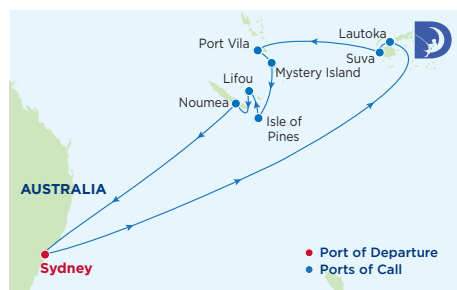 Lautoka
Port Vila
Suva
Mystery Island
Lifou
Noumea
Isle of
Pines
AUSTRALIA
Port of Departure
Sydney
Ports of Call